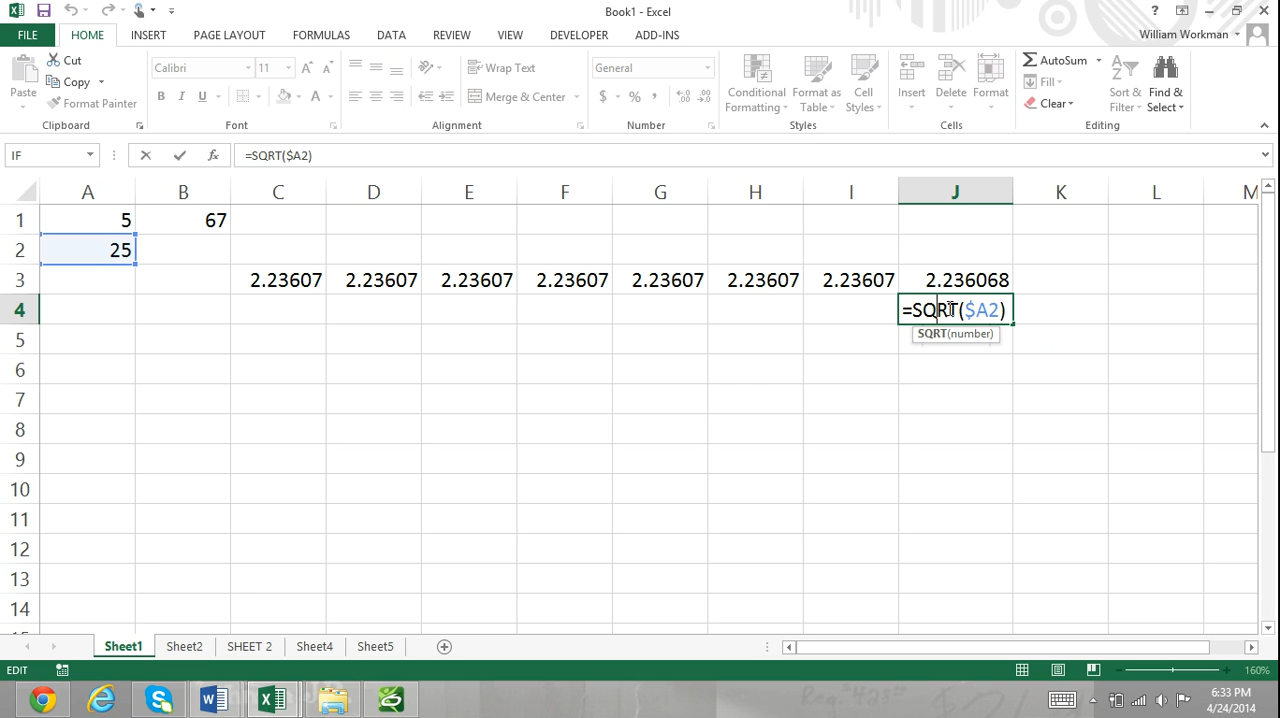 Book1 - Excel
?
FILE HOME INSERT PAGE LAYOUT FORMULAS DATA REVIEW VIEW DEVELOPER ADD-INS William Workman
Paste Cut Copy Format Painter Clipboard
Calibri 11 B I U A A A Font
Wrap Text Merge & Center Alignment
General $ % , Number
Conditional Formatting Format as Table Cell Styles Styles
Insert Delete Format Cells
AutoSum Fill Clear Sort & Filter Find & Select Editing
IF fx =SQRT($A2)
A B C D E F G H I J K L M
1 5 67
2 25
3 2.23607 2.23607 2.23607 2.23607 2.23607 2.23607 2.23607 2.236068
4 =SQRT($A2)
SQRT(number)
5
6
7
8
9
10
11
12
13
14
Sheet1 Sheet2 SHEET 2 Sheet4 Sheet5
EDIT 160%
6:33 PM
4/24/2014